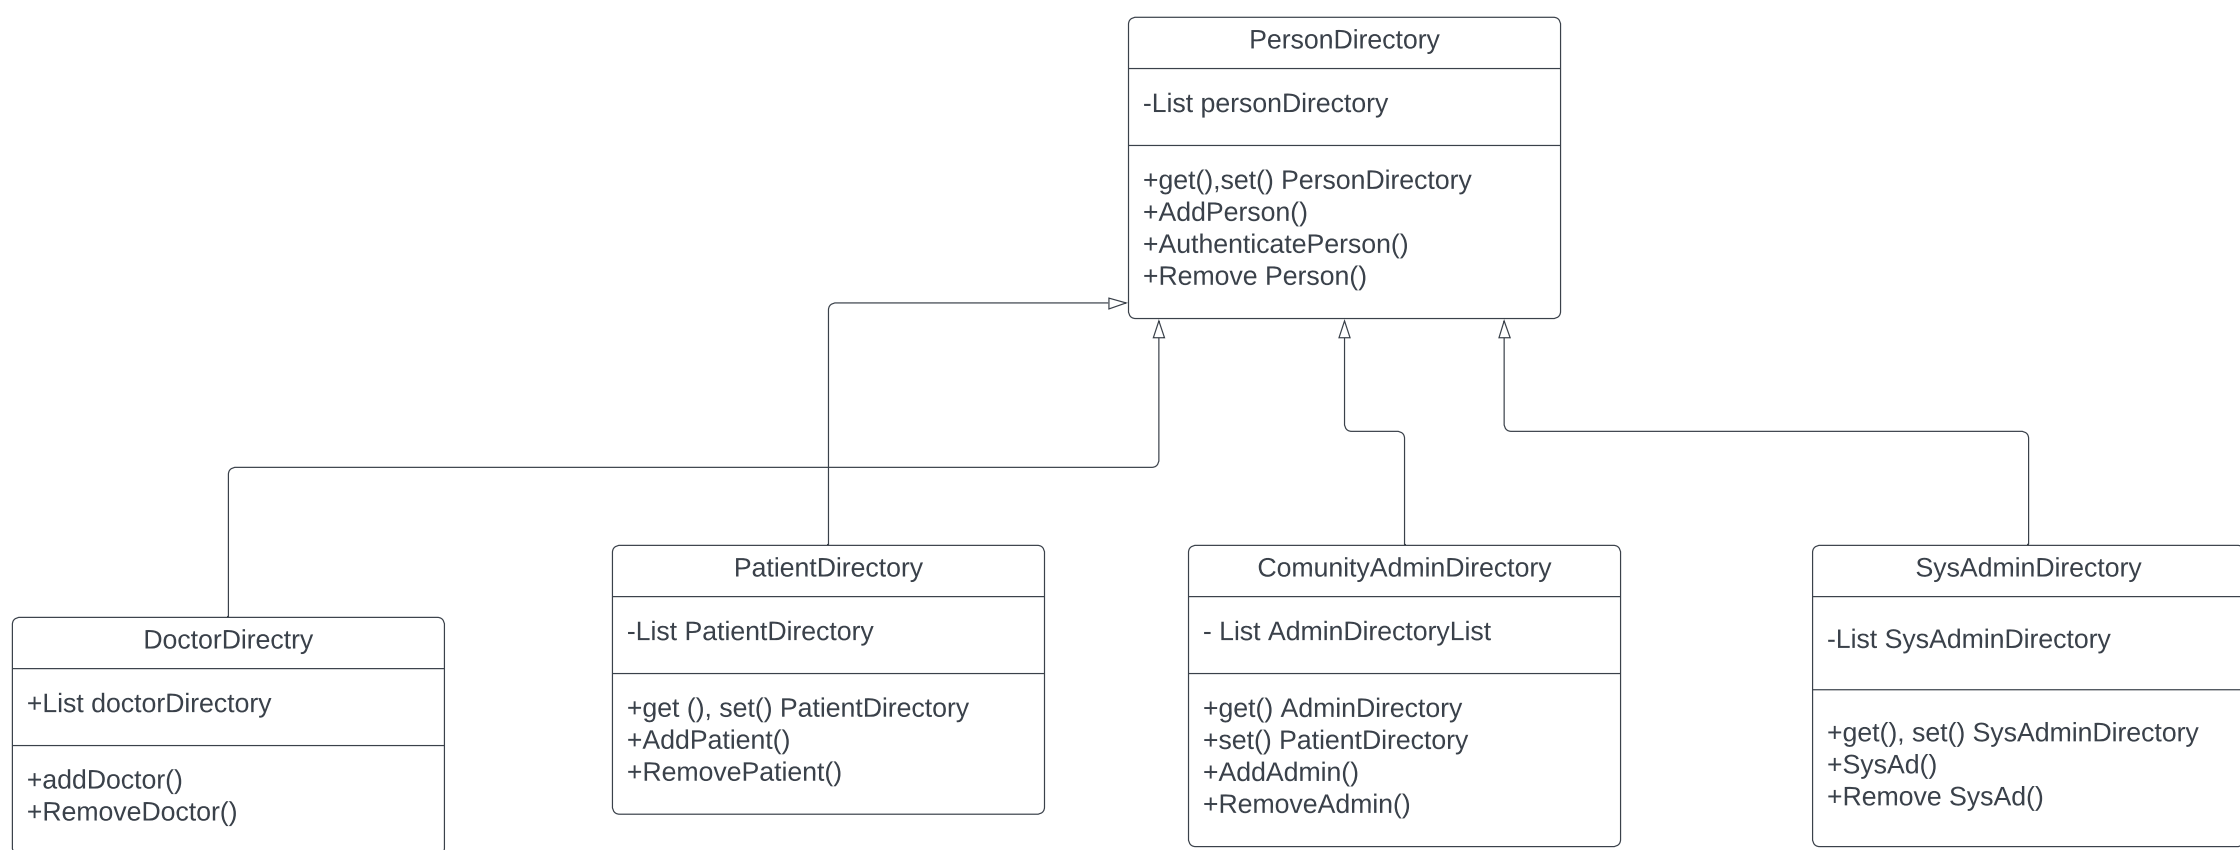 PersonDirectory
-List personDirectory
+get(),set() PersonDirectory
+AddPerson()
+AuthenticatePerson()
+Remove Person()
DoctorDirectry
+List doctorDirectory
+addDoctor()
+RemoveDoctor()
PatientDirectory
-List PatientDirectory
+get (), set() PatientDirectory
+AddPatient()
+RemovePatient()
ComunityAdminDirectory
- List AdminDirectoryList
+get() AdminDirectory
+set() PatientDirectory
+AddAdmin()
+RemoveAdmin()
SysAdminDirectory
-List SysAdminDirectory
+get(), set() SysAdminDirectory
+SysAd()
+Remove SysAd()